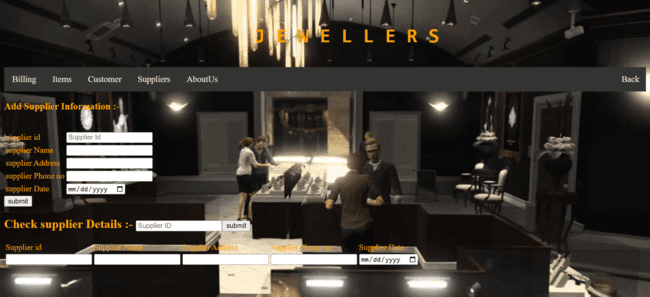 JEWELLERS
Billing Items Customer Suppliers AboutUs Back
Add Supplier Information :-
supplier id Supplier Id
supplier Name
supplier Address
supplier Phone no
supplier Date mm/dd/yyyy
submit
Check supplier Details :- Supplier ID submit
Supplier id Supplier Name Supplier Address Supplier Phone no Supplier Date
mm/dd/yyyy